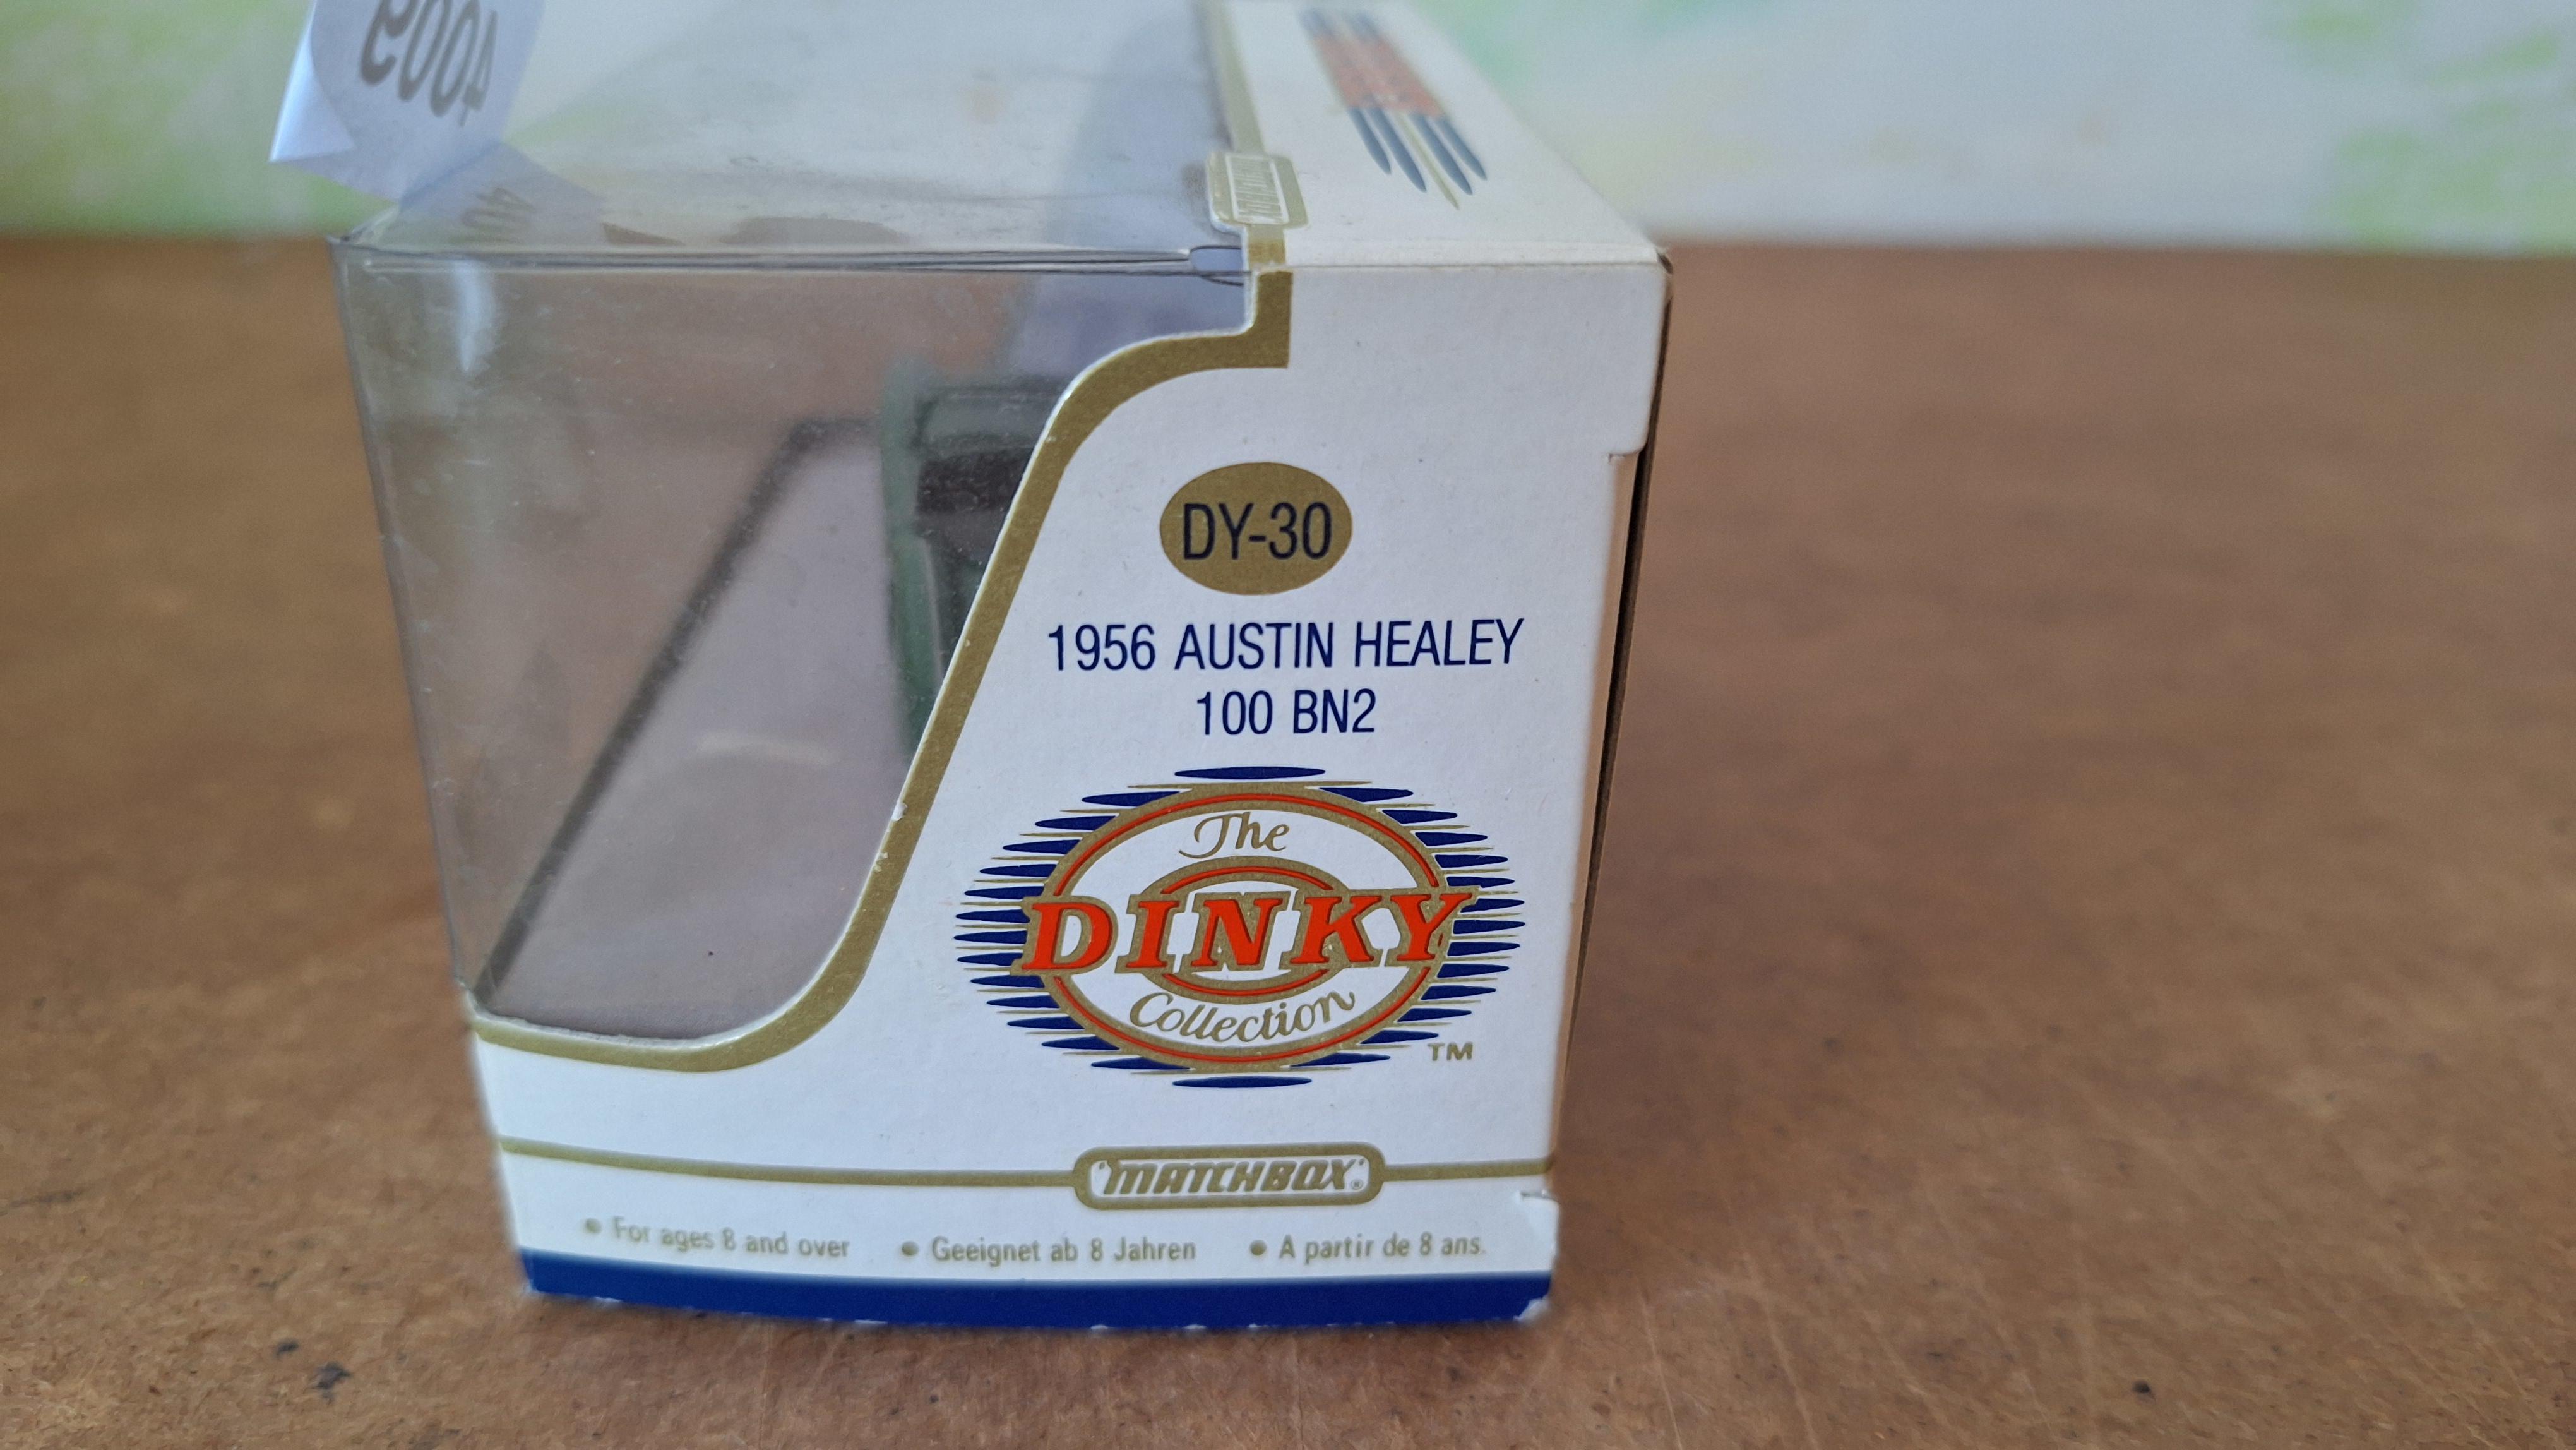 4009
DY-30
1956 AUSTIN HEALEY
100 BN2
The
DINKY
Collection
TM
MATCHBOX®
• For ages 8 and over • Geeignet ab 8 Jahren • A partir de 8 ans.